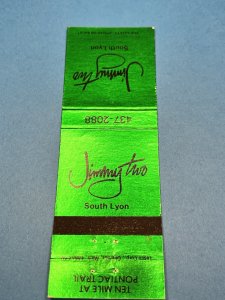 South Lyon
Jimmy two
437-2088
Jimmy two
South Lyon
TEN MILE AT
PONTIAC TRAIL